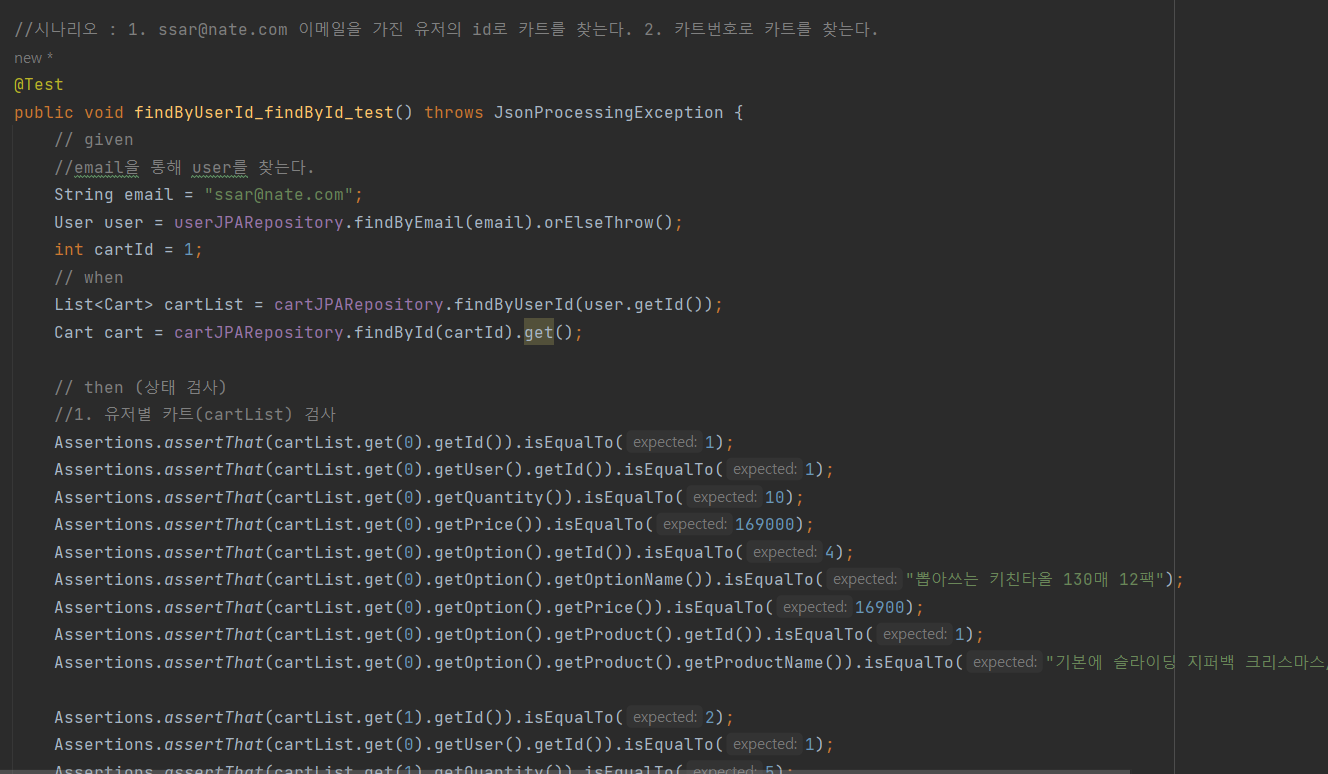 //시나리오 : 1. ssar@nate.com 이메일을 가진 유저의 id로 카트를 찾는다. 2. 카트번호로 카트를 찾는다.
new *
@Test
public void findByUserId_findById_test() throws JsonProcessingException {
// given
//email을 통해 user를 찾는다.
String email = "ssar@nate.com";
User user = userJPARepository.findByEmail(email).orElseThrow();
int cartId = 1;
// when
List<Cart> cartList = cartJPARepository.findByUserId(user.getId());
Cart cart = cartJPARepository.findById(cartId).get();
// then (상태 검사)
//1. 유저별 카트(cartList) 검사
Assertions.assertThat(cartList.get(0).getId()).isEqualTo( expected: 1);
Assertions.assertThat(cartList.get(0).getUser().getId()).isEqualTo( expected: 1);
Assertions.assertThat(cartList.get(0).getQuantity()).isEqualTo( expected: 10);
Assertions.assertThat(cartList.get(0).getPrice()).isEqualTo( expected: 169000);
Assertions.assertThat(cartList.get(0).getOption().getId()).isEqualTo( expected: 4);
Assertions.assertThat(cartList.get(0).getOption().getOptionName()).isEqualTo( expected: "뽑아쓰는 키친타올 130매 12팩");
Assertions.assertThat(cartList.get(0).getOption().getPrice()).isEqualTo( expected: 16900);
Assertions.assertThat(cartList.get(0).getOption().getProduct().getId()).isEqualTo( expected: 1);
Assertions.assertThat(cartList.get(0).getOption().getProduct().getProductName()).isEqualTo( expected: "기본에 슬라이딩 지퍼백 크리스마스/
Assertions.assertThat(cartList.get(1).getId()).isEqualTo( expected: 2);
Assertions.assertThat(cartList.get(0).getUser().getId()).isEqualTo( expected: 1);
Assertions.assertThat(cartList.get(1).getQuantity()).isEqualTo( expected: 5);